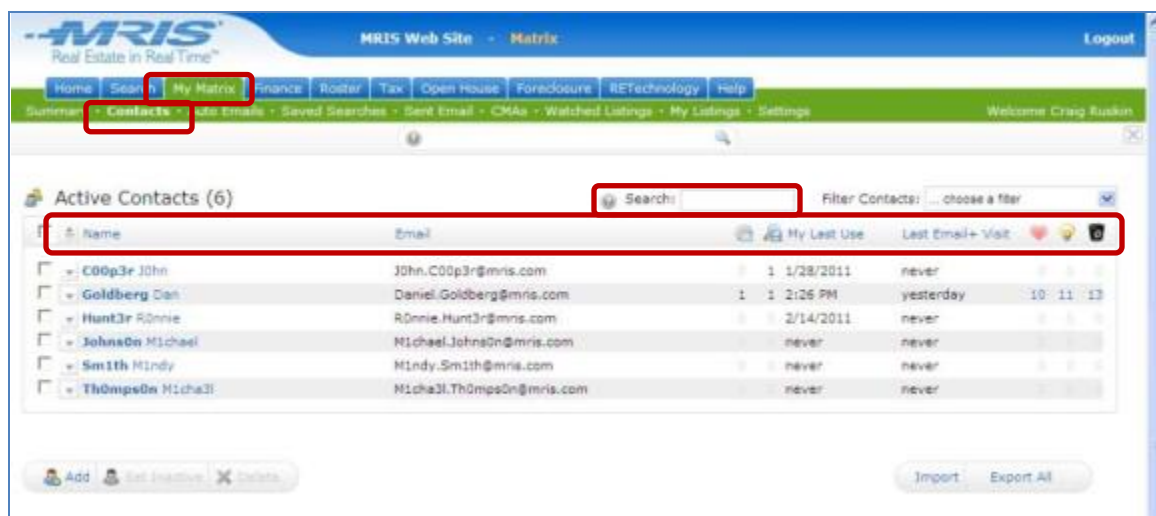 MRIS
Real Estate in Real Time™
MRIS Web Site - Matrix
Logout
Home Search My Matrix Finance Roster Tax Open House Foreclosure RETechnology Help
Summary • Contacts • Auto Emails • Saved Searches • Sent Email • CMAs • Watched Listings • My Listings • Settings Welcome Craig Ruskin
Active Contacts (6) Search: Filter Contacts: ... choose a filter
Name Email My Last Use Last Email+ Visit
C00p3r J0hn J0hn.C00p3r@mris.com 1 1/28/2011 never
Goldberg Dan Daniel.Goldberg@mris.com 1 1 2:26 PM yesterday 10 11 13
Hunt3r R0nnie R0nnie.Hunt3r@mris.com 2/14/2011 never
Johns0n M1chael M1chael.Johns0n@mris.com never never
Sm1th M1ndy M1ndy.Sm1th@mris.com never never
Th0mps0n M1cha3l M1cha3l.Th0mps0n@mris.com never never
Add Set Inactive Delete Import Export All